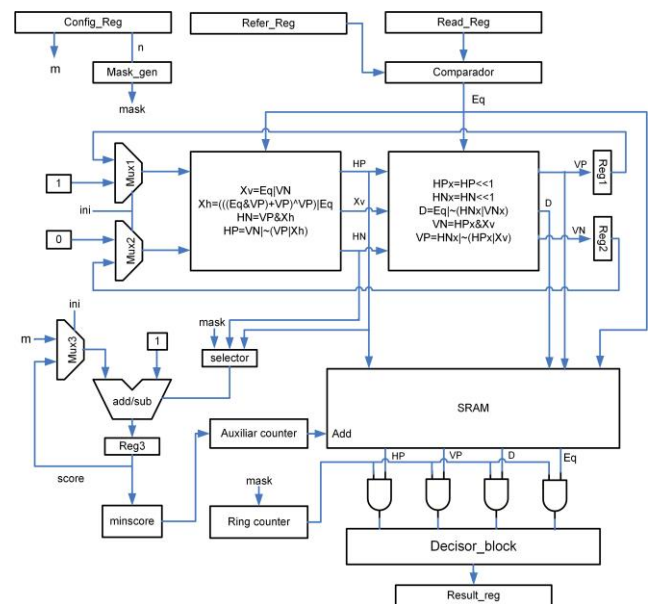 Config_Reg
Refer_Reg
Read_Reg
n
m
Mask_gen
mask
Comparador
Eq
Mux1
1
ini
0
Mux2
Xv=Eq|VN
Xh=(((Eq&VP)+VP)^VP)|Eq
HN=VP&Xh
HP=VN|~(VP|Xh)
HP
Xv
HN
HPx=HP<<1
HNx=HN<<1
D=Eq|~(HNx|VNx)
VN=HPx&Xv
VP=HNx|~(HPx|Xv)
VP
D
VN
Reg1
Reg2
ini
m
Mux3
1
mask
selector
add/sub
Reg3
score
minscore
Auxiliar counter
Add
SRAM
HP
VP
D
Eq
mask
Ring counter
Decisor_block
Result_reg